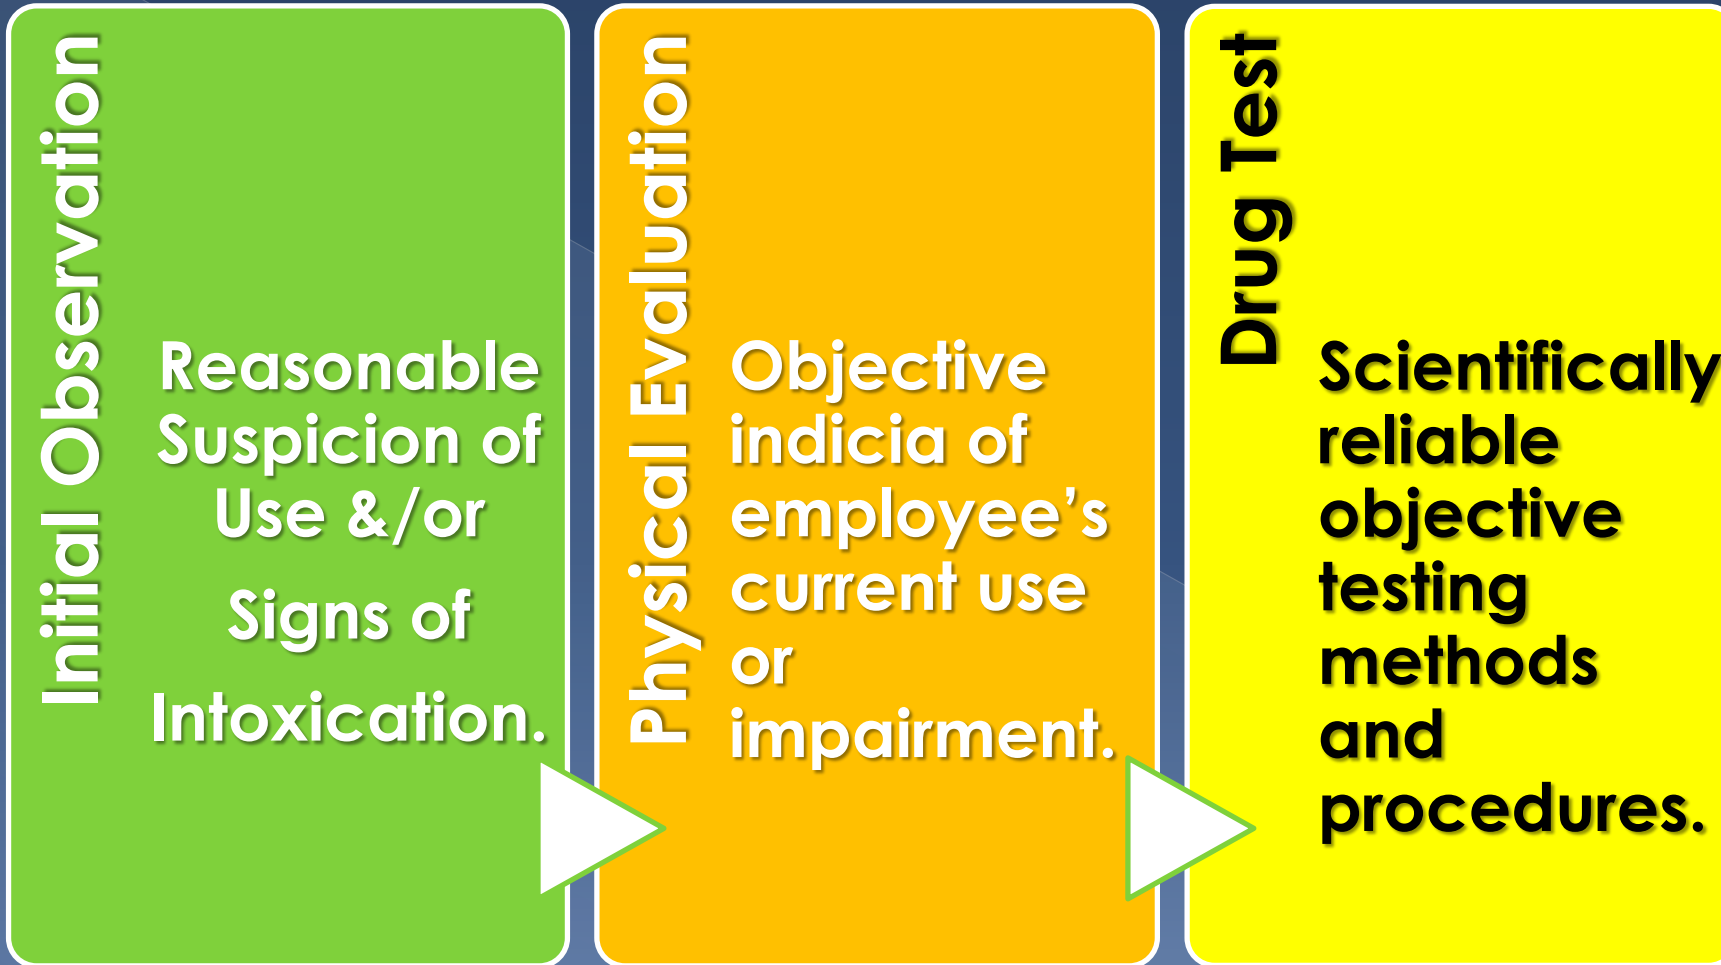 Initial Observation
Reasonable
Suspicion of
Use &/or
Signs of
Intoxication.
Physical Evaluation
Objective
indicia of
employee’s
current use
or
impairment.
Drug Test
Scientifically
reliable
objective
testing
methods
and
procedures.